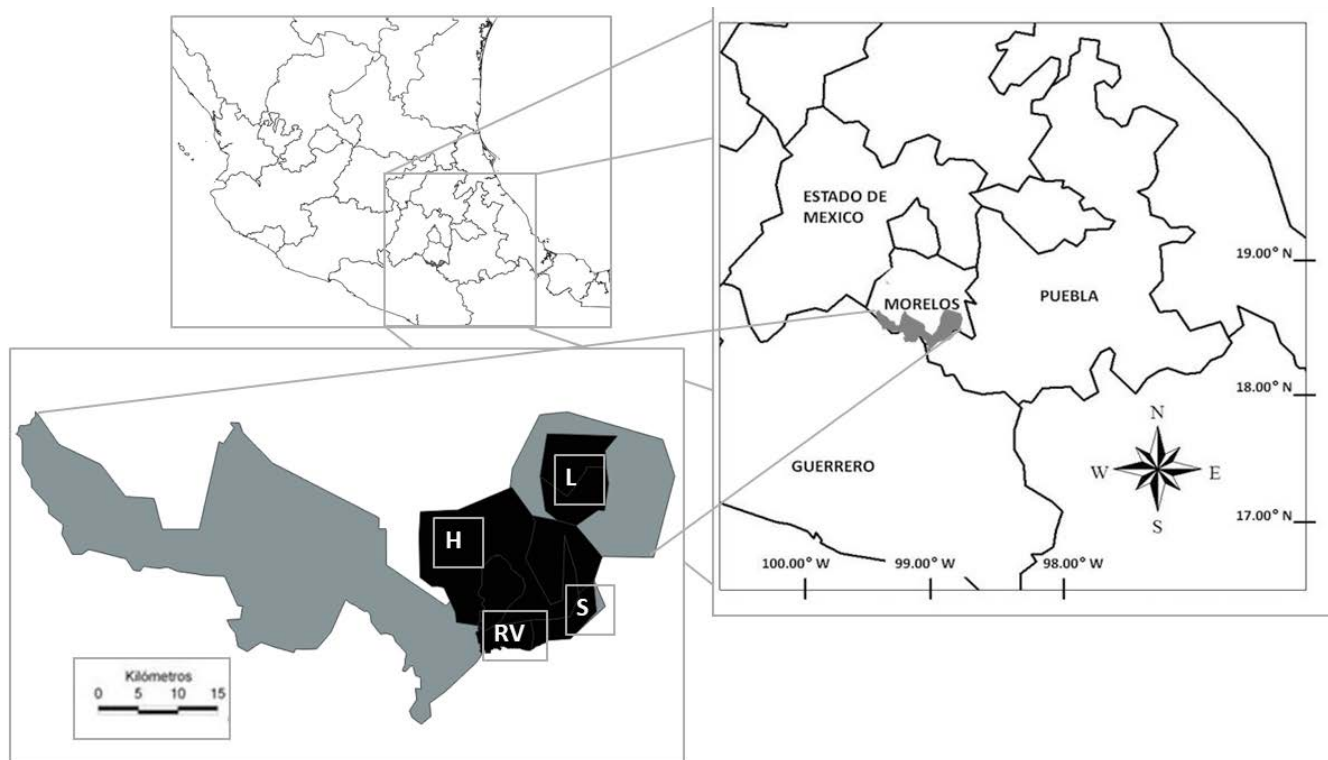 ESTADO DE
MEXICO
MORELOS
PUEBLA
GUERRERO
19.00° N
18.00° N
17.00° N
100.00° W
99.00° W
98.00° W
N
W
E
S
L
H
S
RV
Kilómetros
0 5 10 15